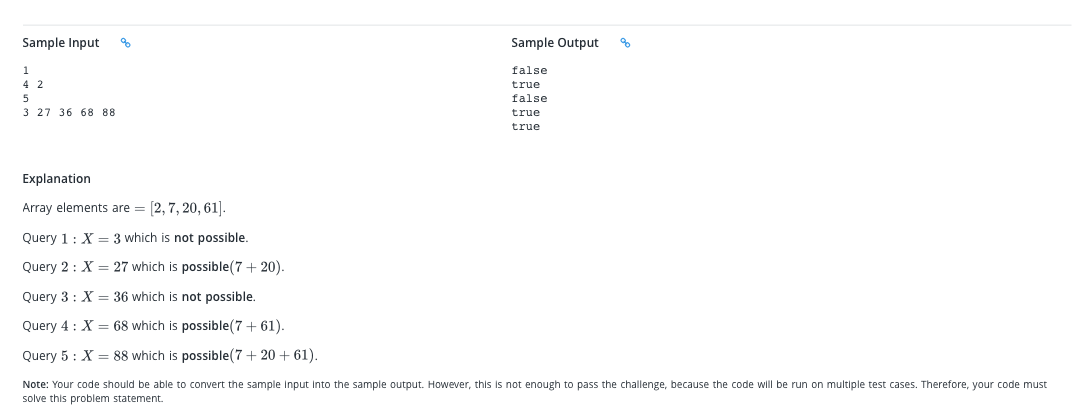 Sample Input
Sample Output
1
4 2
5
3 27 36 68 88
false
true
false
true
true
Explanation
Array elements are = [2, 7, 20, 61].
Query 1 : X = 3 which is not possible.
Query 2 : X = 27 which is possible(7 + 20).
Query 3 : X = 36 which is not possible.
Query 4 : X = 68 which is possible(7 + 61).
Query 5 : X = 88 which is possible(7 + 20 + 61).
Note: Your code should be able to convert the sample input into the sample output. However, this is not enough to pass the challenge, because the code will be run on multiple test cases. Therefore, your code must
solve this problem statement.